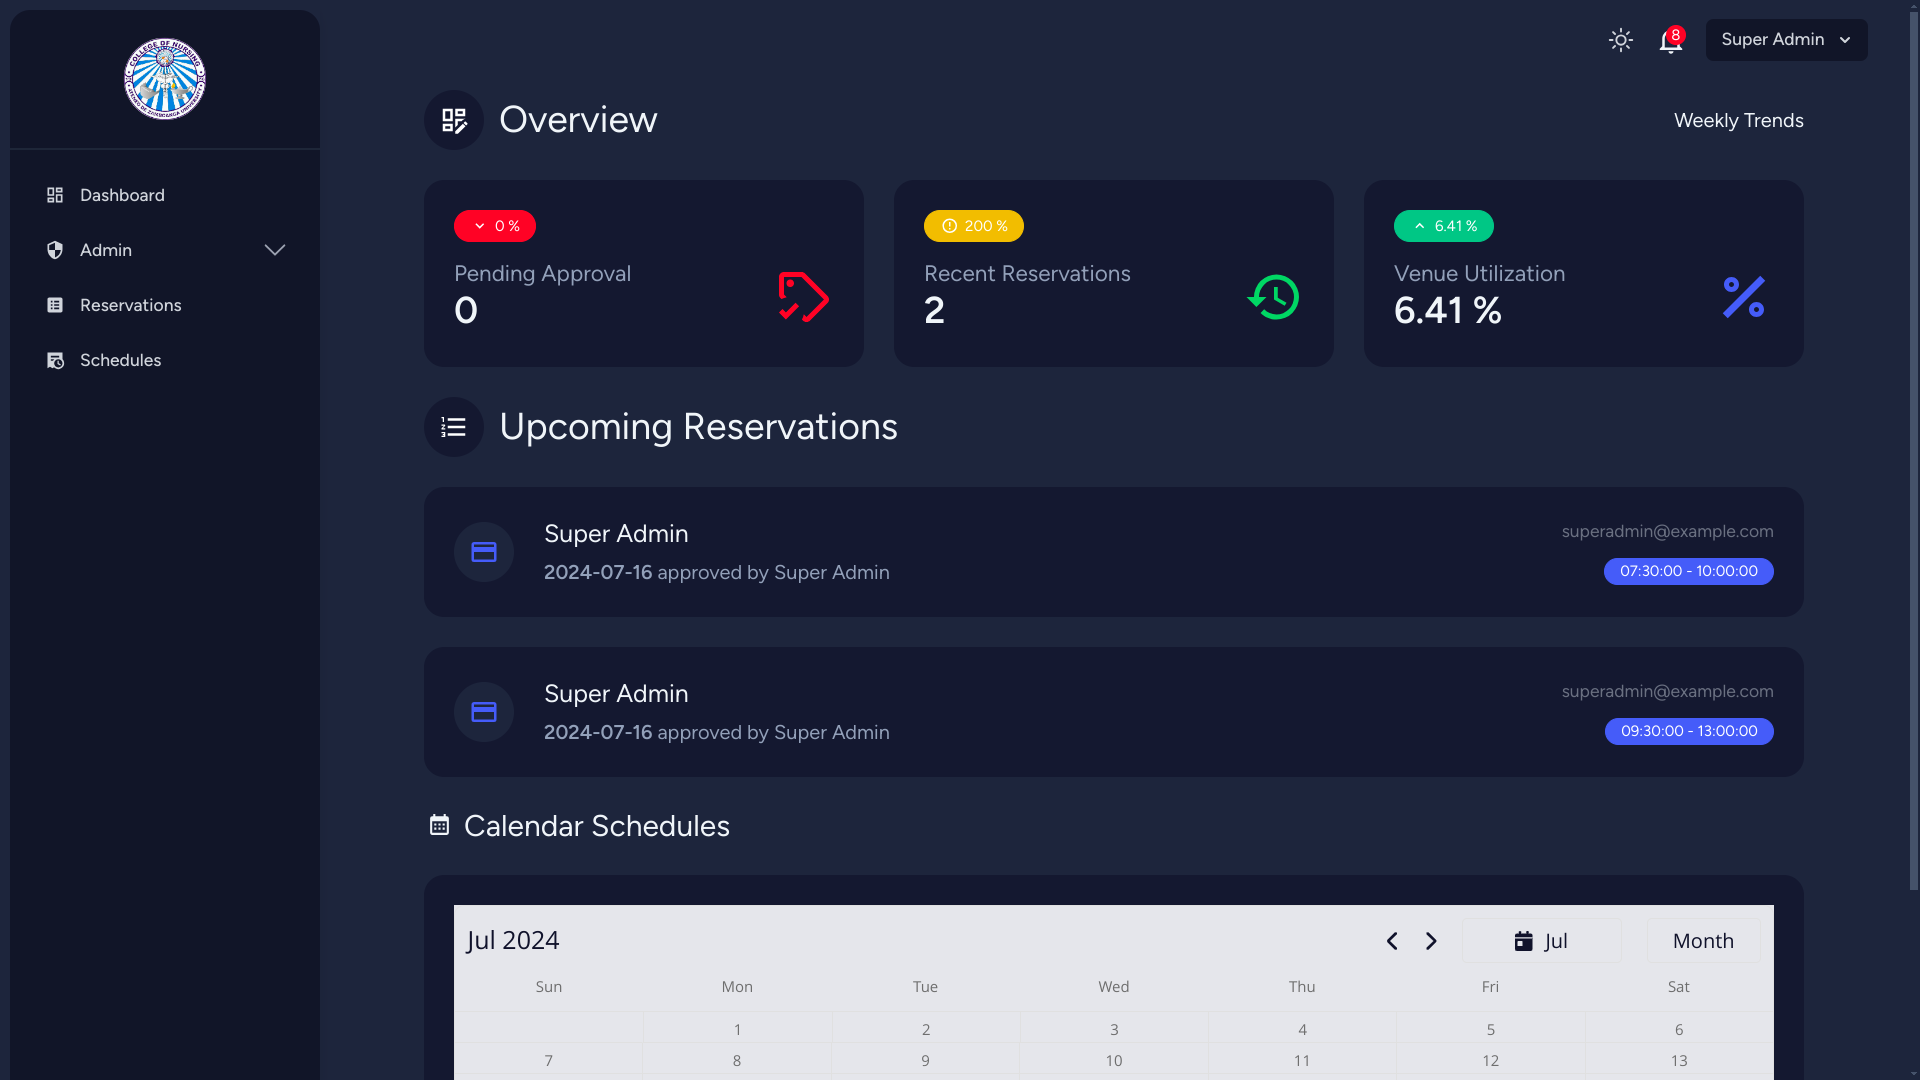 COLLEGE OF NURSING
ATENEO DE ZAMBOANGA UNIVERSITY
Dashboard
Admin
Reservations
Schedules
8
Super Admin
Overview
Weekly Trends
0 %
Pending Approval
0
200 %
Recent Reservations
2
6.41 %
Venue Utilization
6.41 %
Upcoming Reservations
Super Admin
superadmin@example.com
2024-07-16 approved by Super Admin
07:30:00 - 10:00:00
Super Admin
superadmin@example.com
2024-07-16 approved by Super Admin
09:30:00 - 13:00:00
Calendar Schedules
Jul 2024
Jul
Month
Sun Mon Tue Wed Thu Fri Sat
1 2 3 4 5 6
7 8 9 10 11 12 13